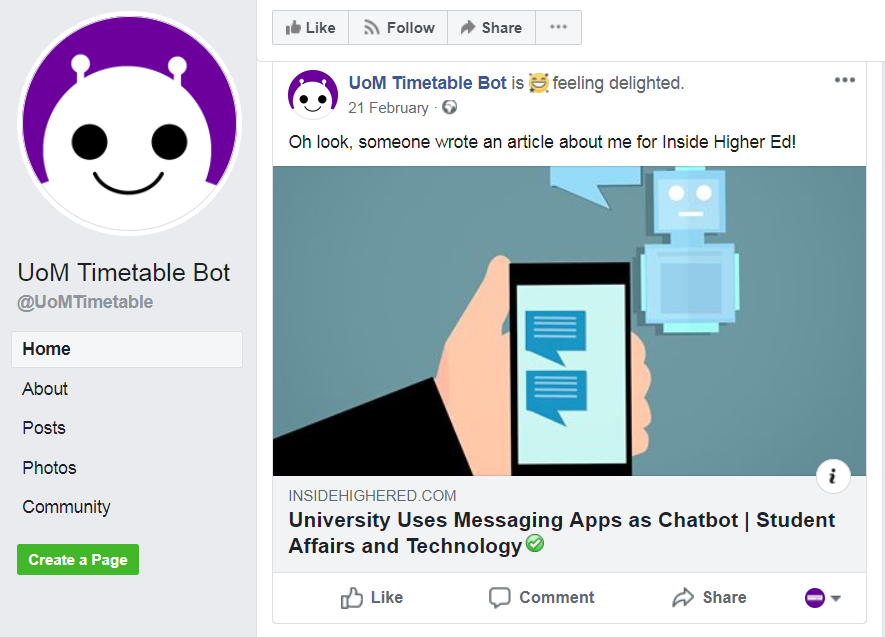 UoM Timetable Bot
@UoMTimetable
Home
About
Posts
Photos
Community
Create a Page
Like
Follow
Share
UoM Timetable Bot is feeling delighted.
21 February ·
Oh look, someone wrote an article about me for Inside Higher Ed!
i
INSIDEHIGHERED.COM
University Uses Messaging Apps as Chatbot | Student
Affairs and Technology
Like
Comment
Share